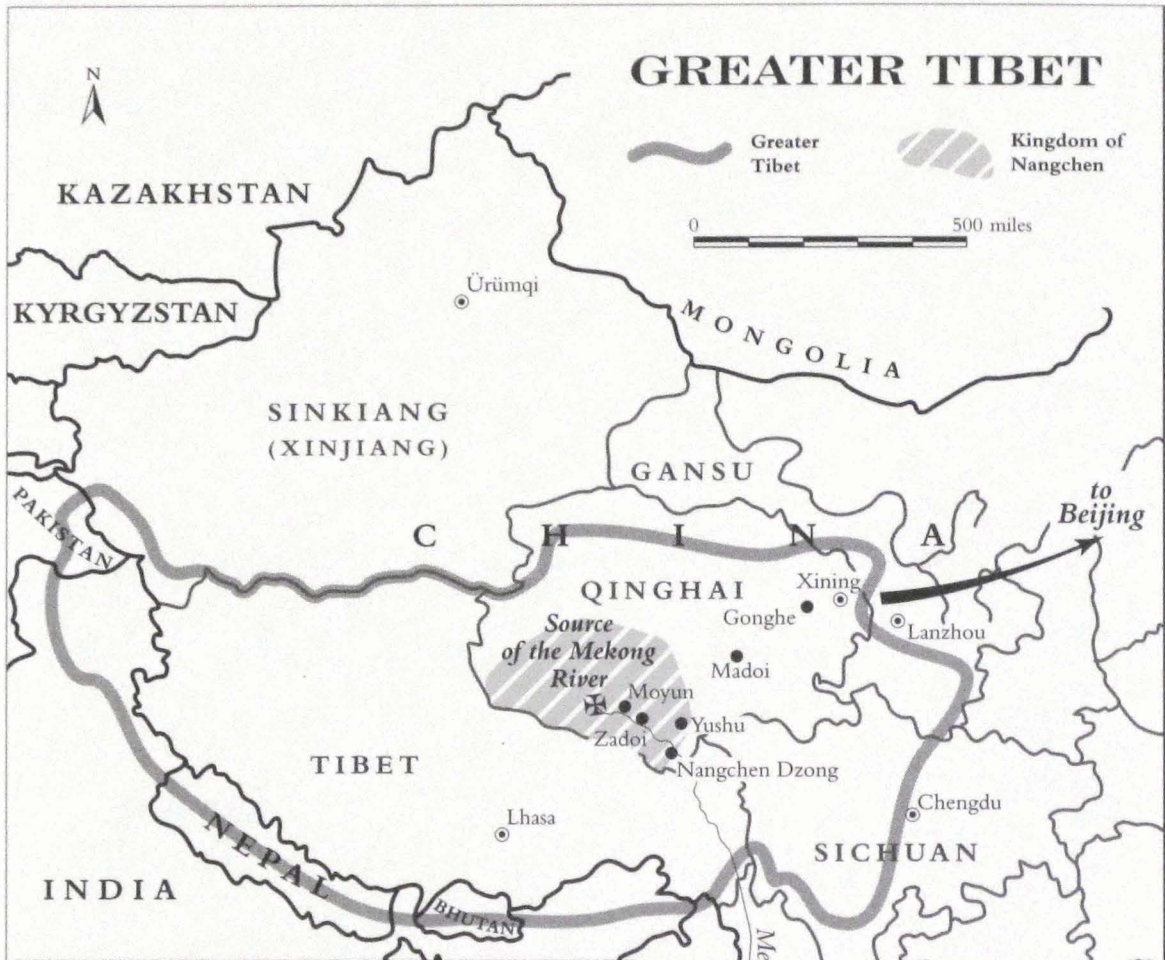 GREATER TIBET
N
Greater
Tibet
Kingdom of
Nangchen
0 500 miles
KAZAKHSTAN
Ürümqi
KYRGYZSTAN
MONGOLIA
SINKIANG
(XINJIANG)
GANSU
PAKISTAN
to
Beijing
CHINA
QINGHAI
Xining
Gonghe
Lanzhou
Source
of the Mekong
River
Madoi
Moyun
Zadoi
Yushu
Nangchen Dzong
TIBET
Lhasa
Chengdu
NEPAL
SICHUAN
INDIA
BHUTAN
Me